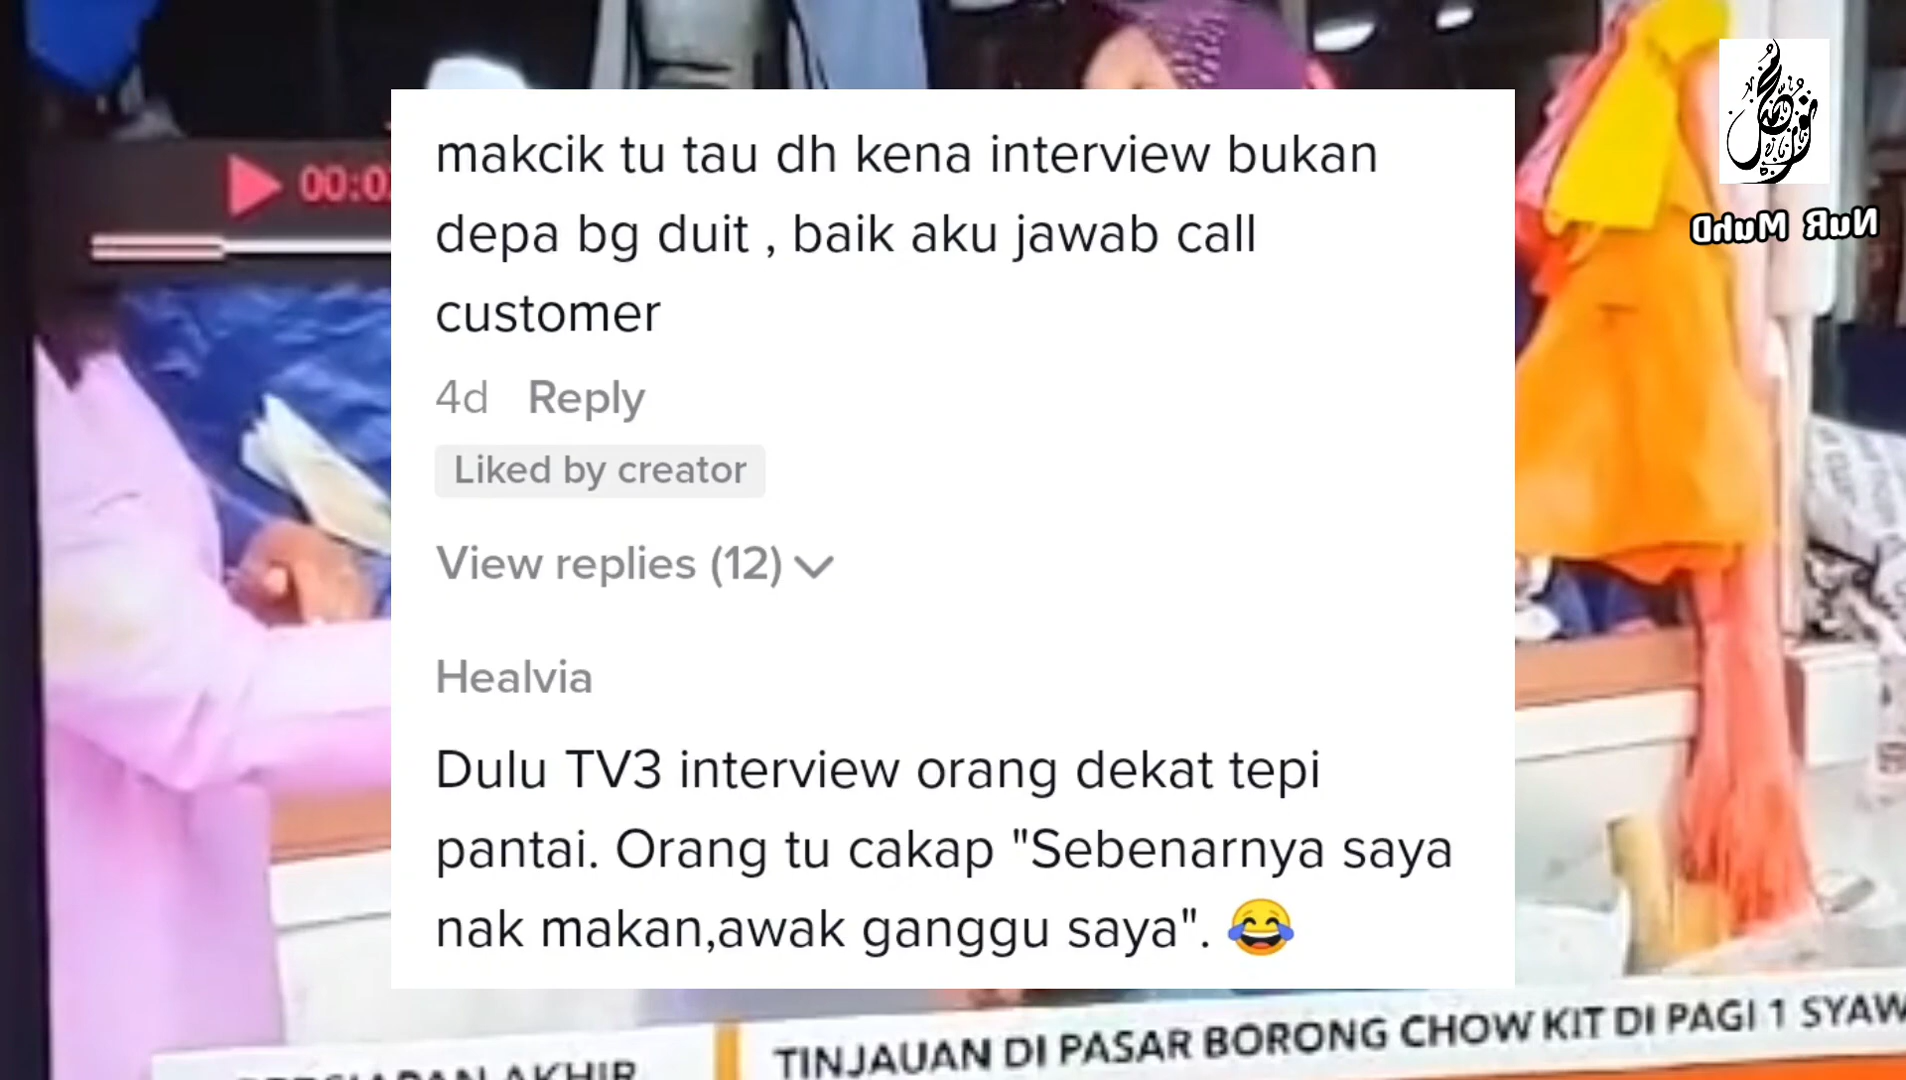 makcik tu tau dh kena interview bukan
depa bg duit , baik aku jawab call
customer
4d Reply
Liked by creator
View replies (12)
Healvia
Dulu TV3 interview orang dekat tepi
pantai. Orang tu cakap "Sebenarnya saya
nak makan,awak ganggu saya". 😂
NuR MuhD
AKHIR
TINJAUAN DI PASAR BORONG CHOW KIT DI PAGI 1 SYAW